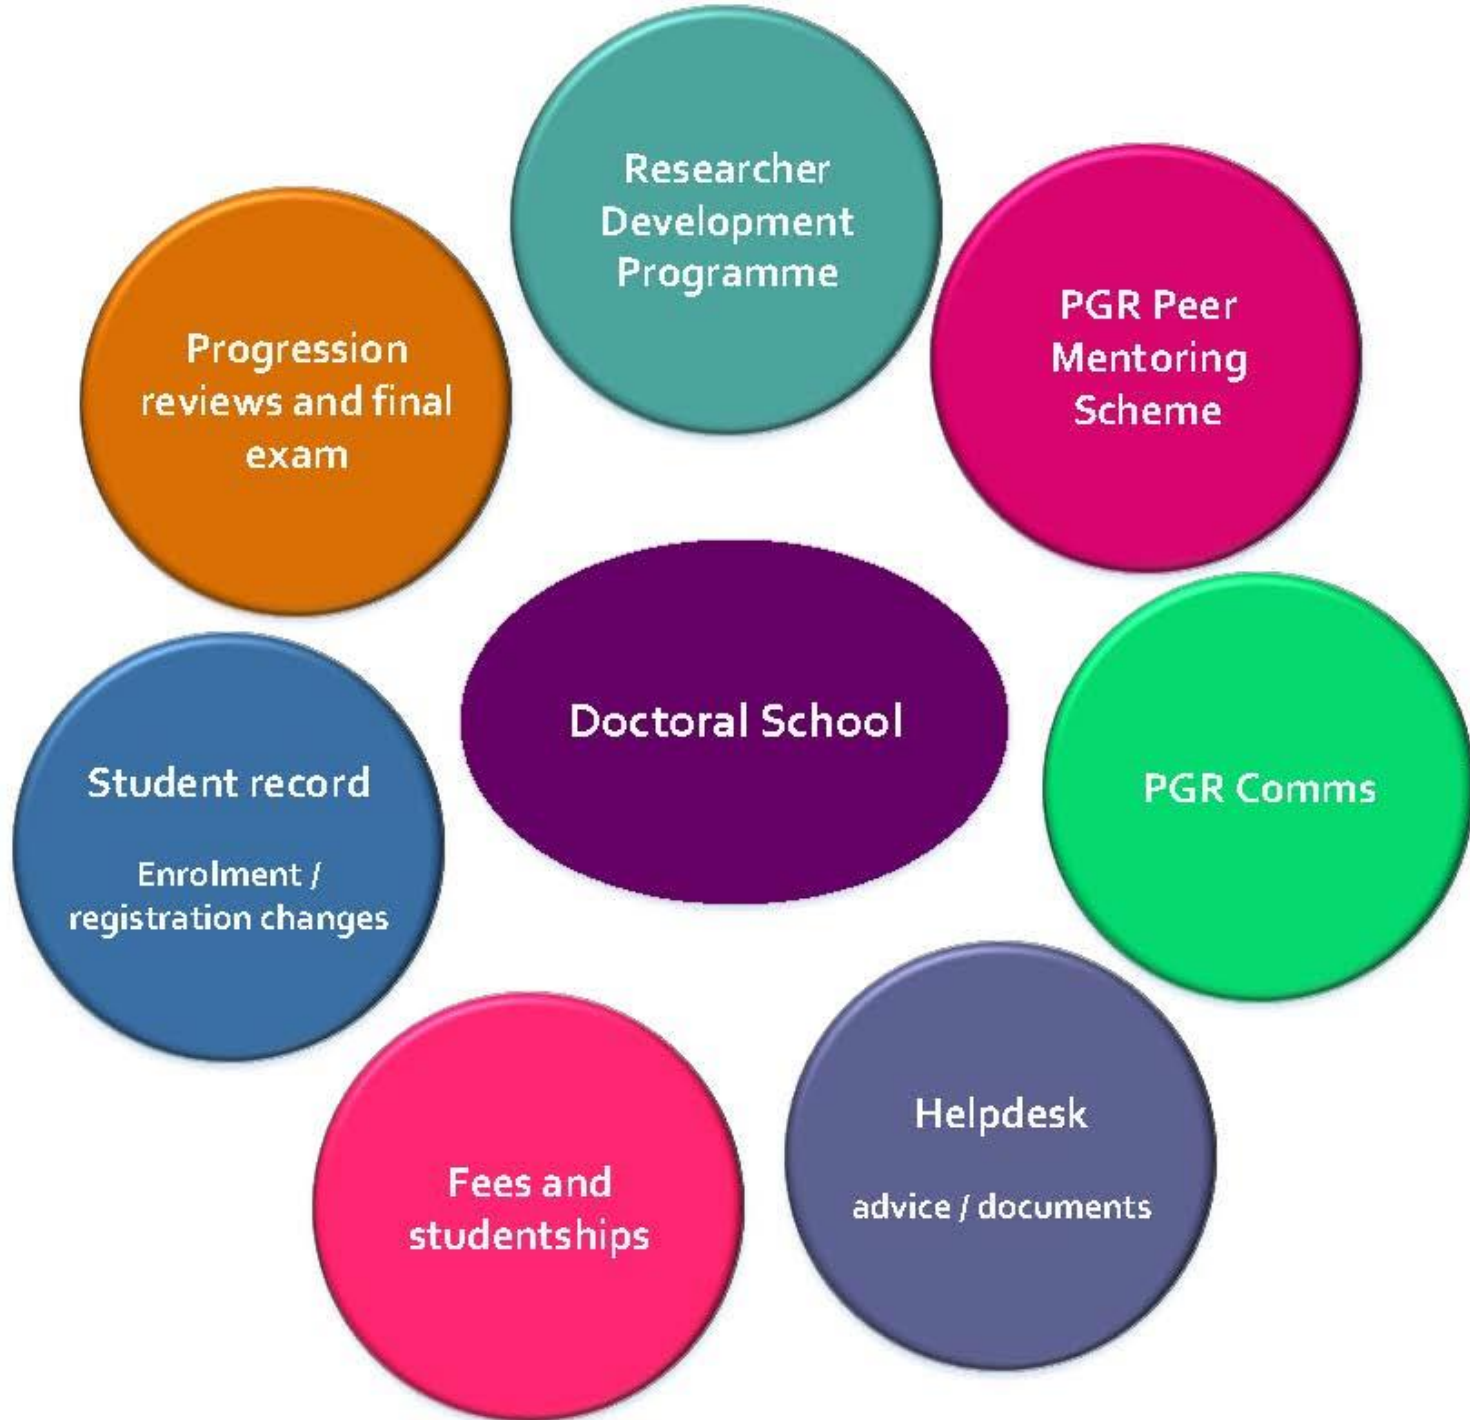 Researcher
Development
Programme
PGR Peer
Mentoring
Scheme
Progression
reviews and final
exam
Doctoral School
PGR Comms
Student record
Enrolment /
registration changes
Helpdesk
advice / documents
Fees and
studentships